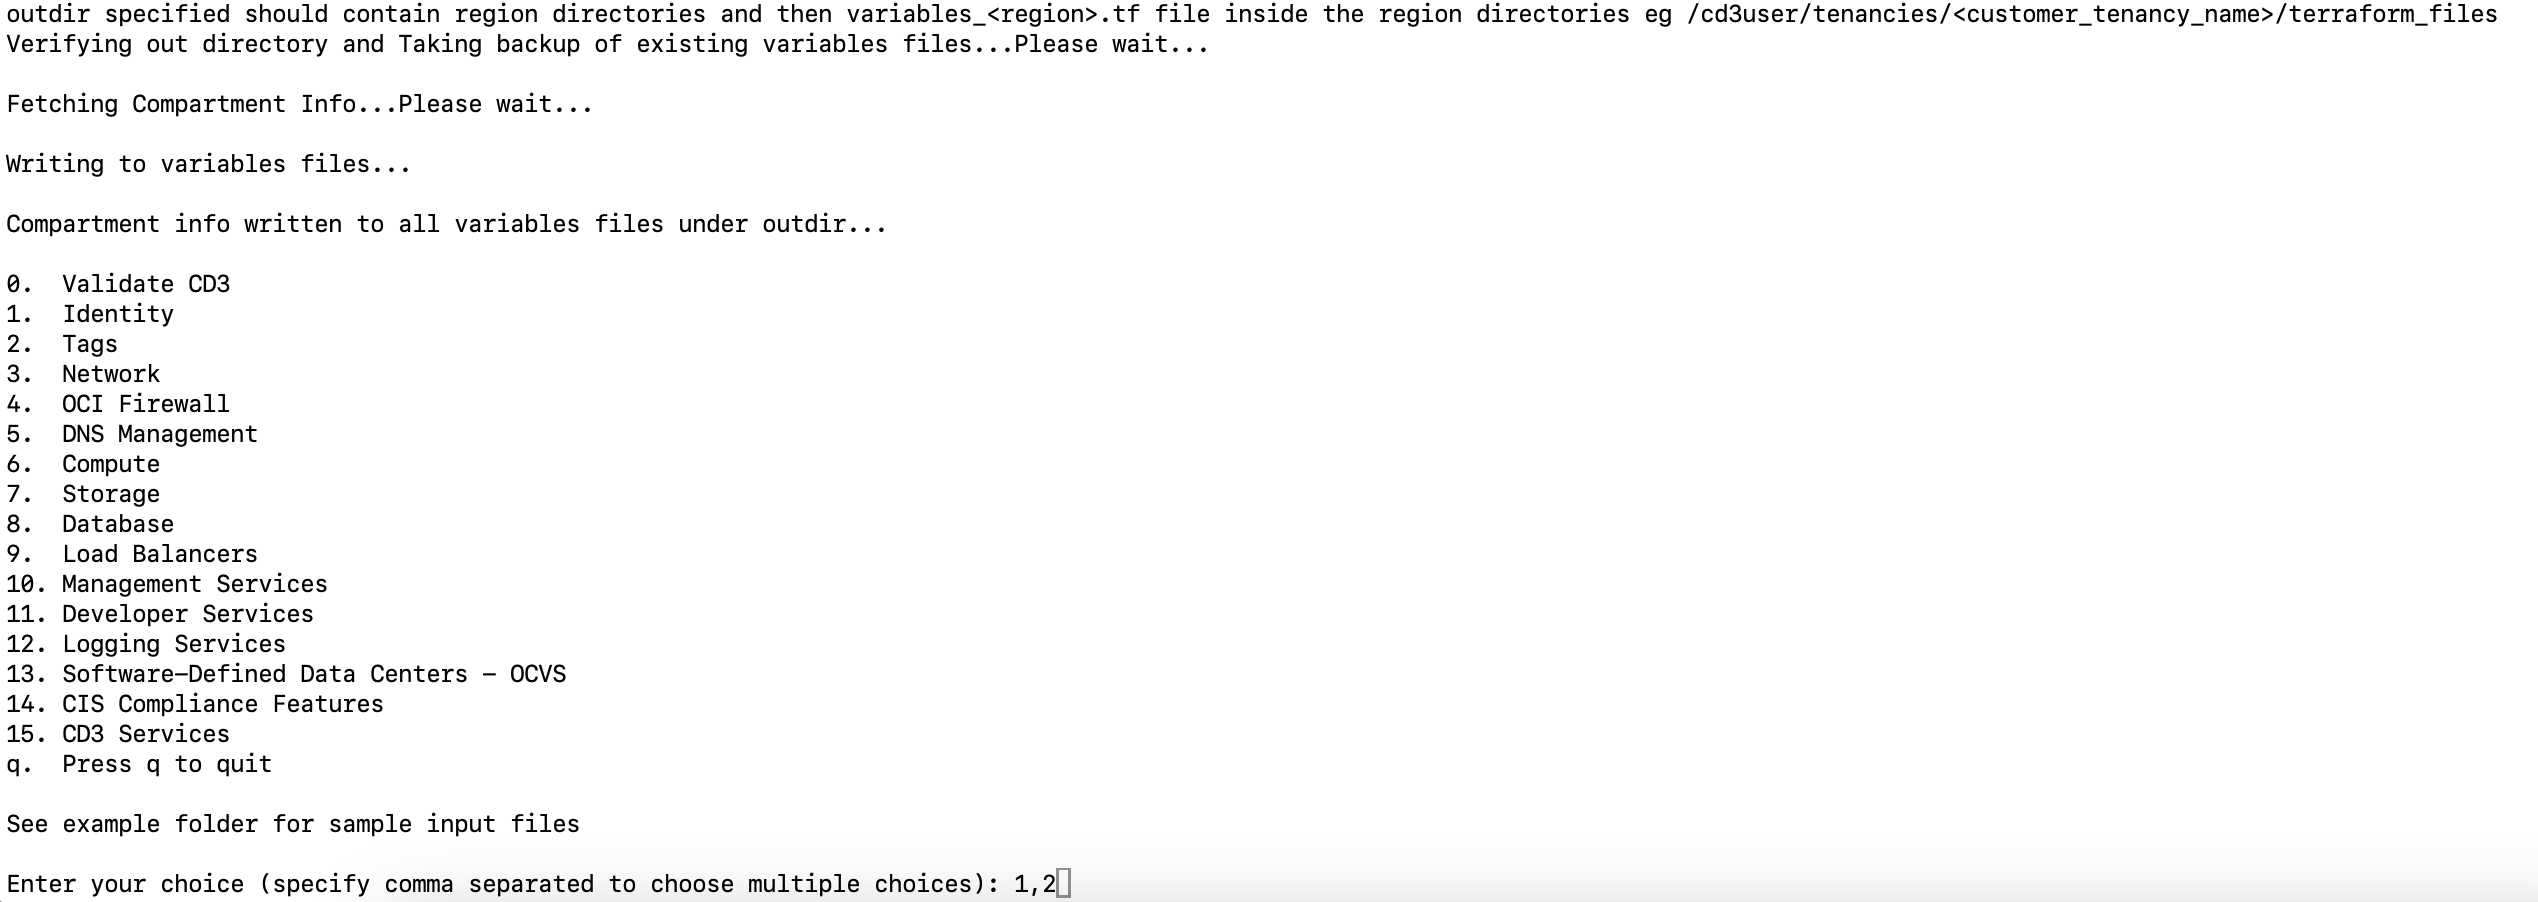 outdir specified should contain region directories and then variables_<region>.tf file inside the region directories eg /cd3user/tenancies/<customer_tenancy_name>/terraform_files
Verifying out directory and Taking backup of existing variables files...Please wait...
Fetching Compartment Info...Please wait...
Writing to variables files...
Compartment info written to all variables files under outdir...
0.  Validate CD3
1.  Identity
2.  Tags
3.  Network
4.  OCI Firewall
5.  DNS Management
6.  Compute
7.  Storage
8.  Database
9.  Load Balancers
10. Management Services
11. Developer Services
12. Logging Services
13. Software-Defined Data Centers - OCVS
14. CIS Compliance Features
15. CD3 Services
q.  Press q to quit
See example folder for sample input files
Enter your choice (specify comma separated to choose multiple choices): 1,2